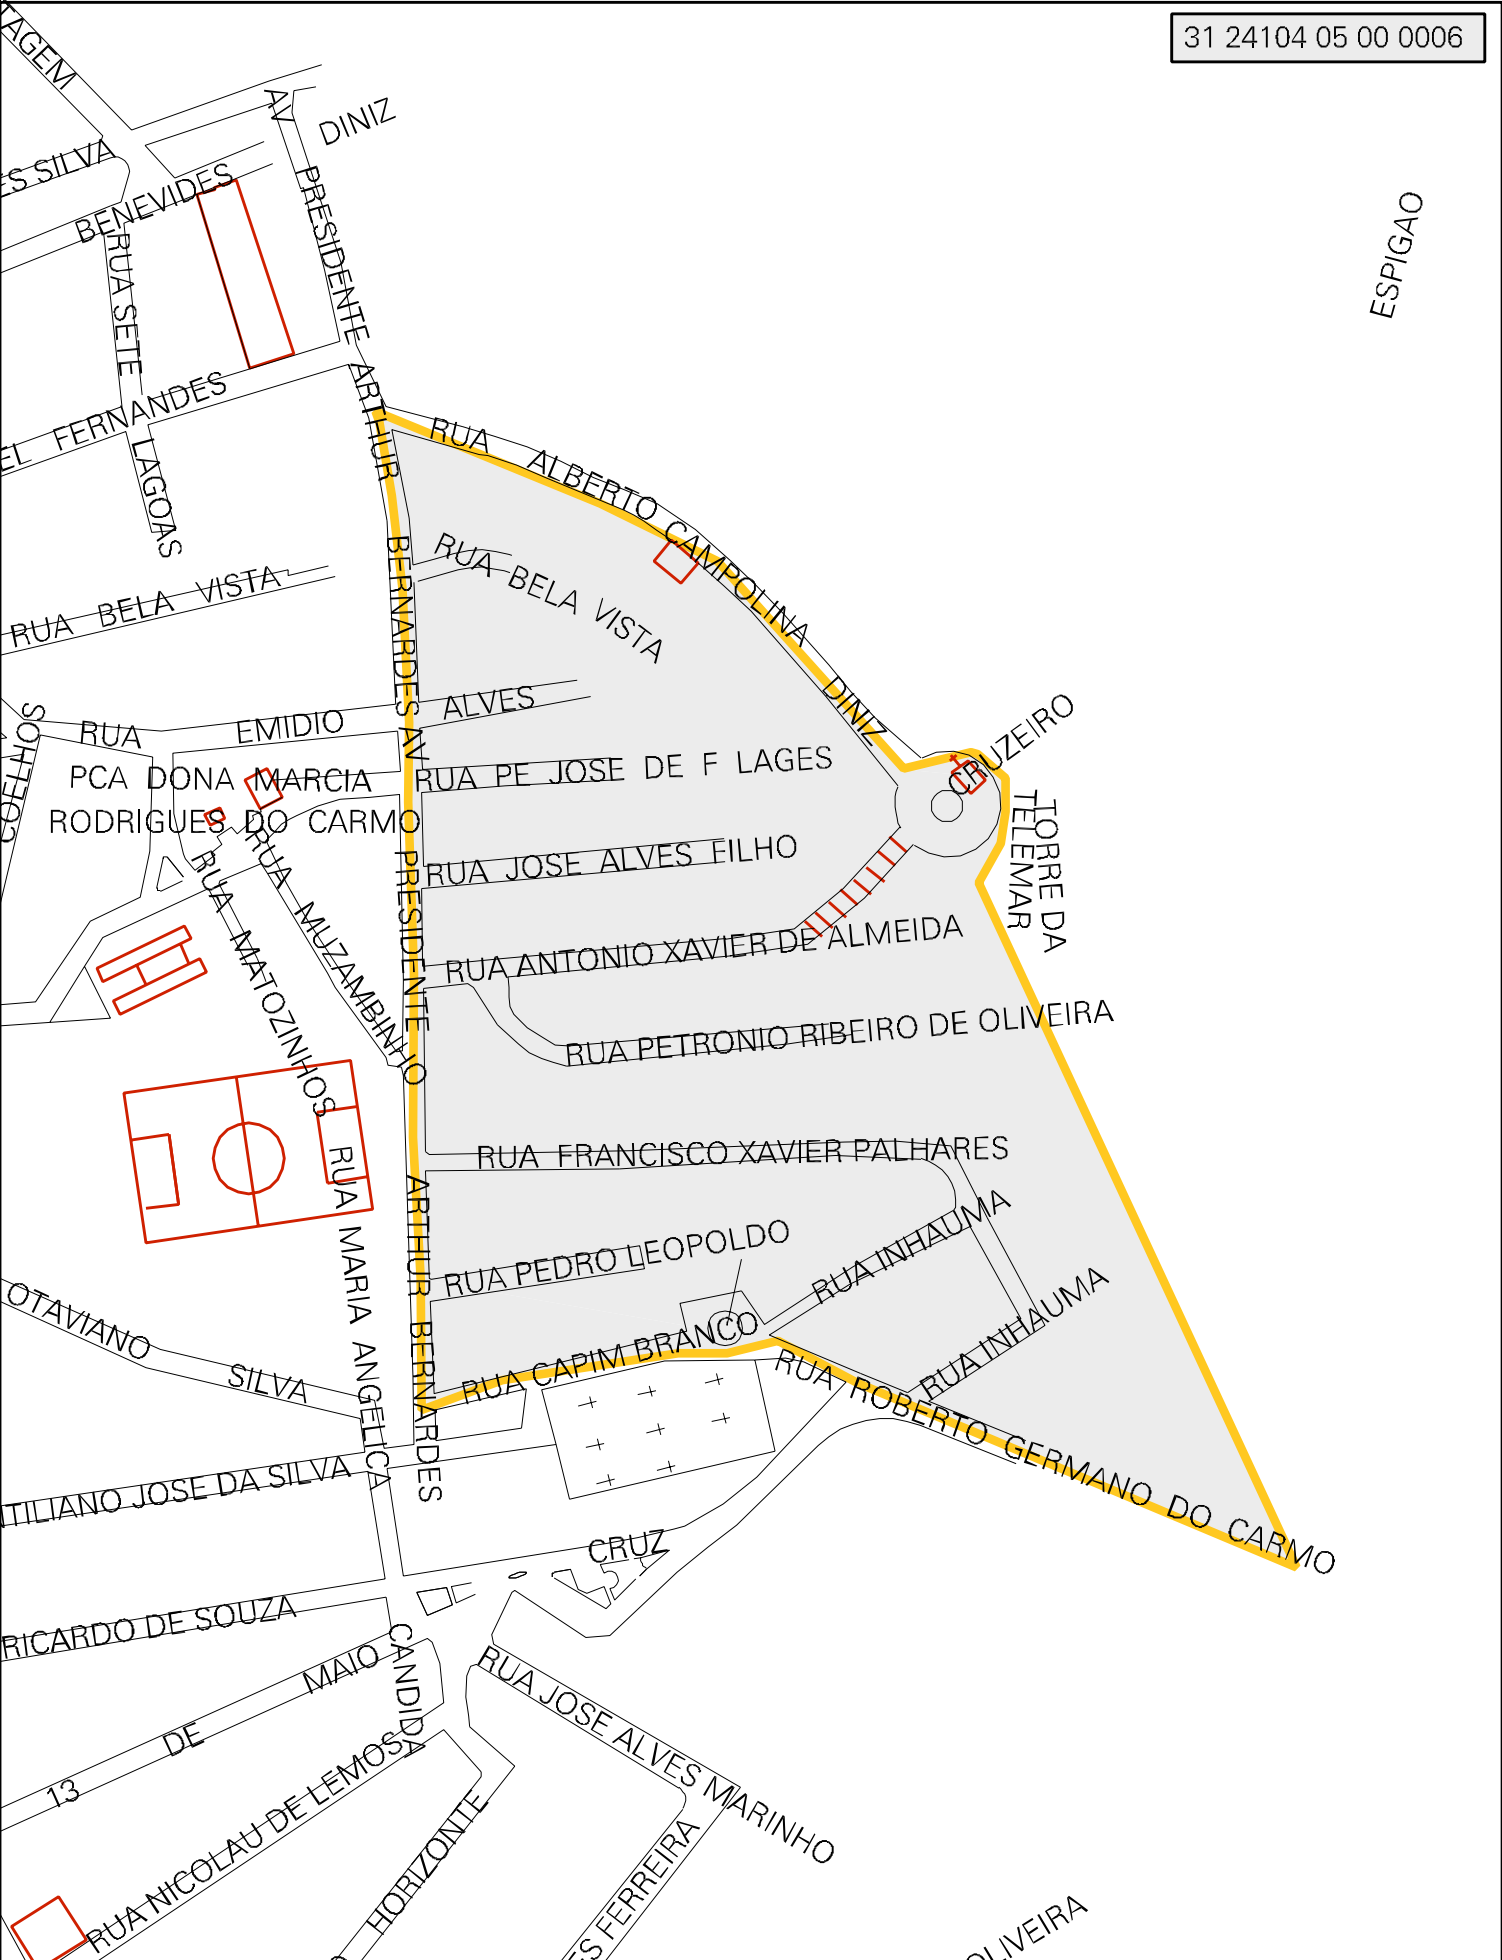 31 24104 05 00 0006
TAGEM
AV PRESIDENTE ARTHUR BERNARDES
DINIZ
ES SILVA
BENEVIDES
RUA SETE LAGOAS
ESPIGAO
EL FERNANDES
RUA ALBERTO CAMPOLINA DINIZ
RUA BELA VISTA
RUA BELA VISTA
RUA EMIDIO ALVES
COELHOS
CRUZEIRO
PCA DONA MARCIA
RODRIGUES DO CARMO
RUA PE JOSE DE F LAGES
TORRE DA
TELEMAR
RUA JOSE ALVES FILHO
RUA MATOZINHOS
RUA MUZAMBINHO
AV PRESIDENTE ARTHUR BERNARDES
RUA ANTONIO XAVIER DE ALMEIDA
RUA PETRONIO RIBEIRO DE OLIVEIRA
RUA FRANCISCO XAVIER PALHARES
RUA MARIA ANGELICA CANDIDA
RUA PEDRO LEOPOLDO
RUA INHAUMA
RUA INHAUMA
OTAVIANO SILVA
RUA CAPIM BRANCO
RUA ROBERTO GERMANO DO CARMO
TILIANO JOSE DA SILVA
CRUZ
RICARDO DE SOUZA
13 DE MAIO
RUA JOSE ALVES MARINHO
RUA NICOLAU DE LEMOS
HORIZONTE
ES FERREIRA
OLIVEIRA